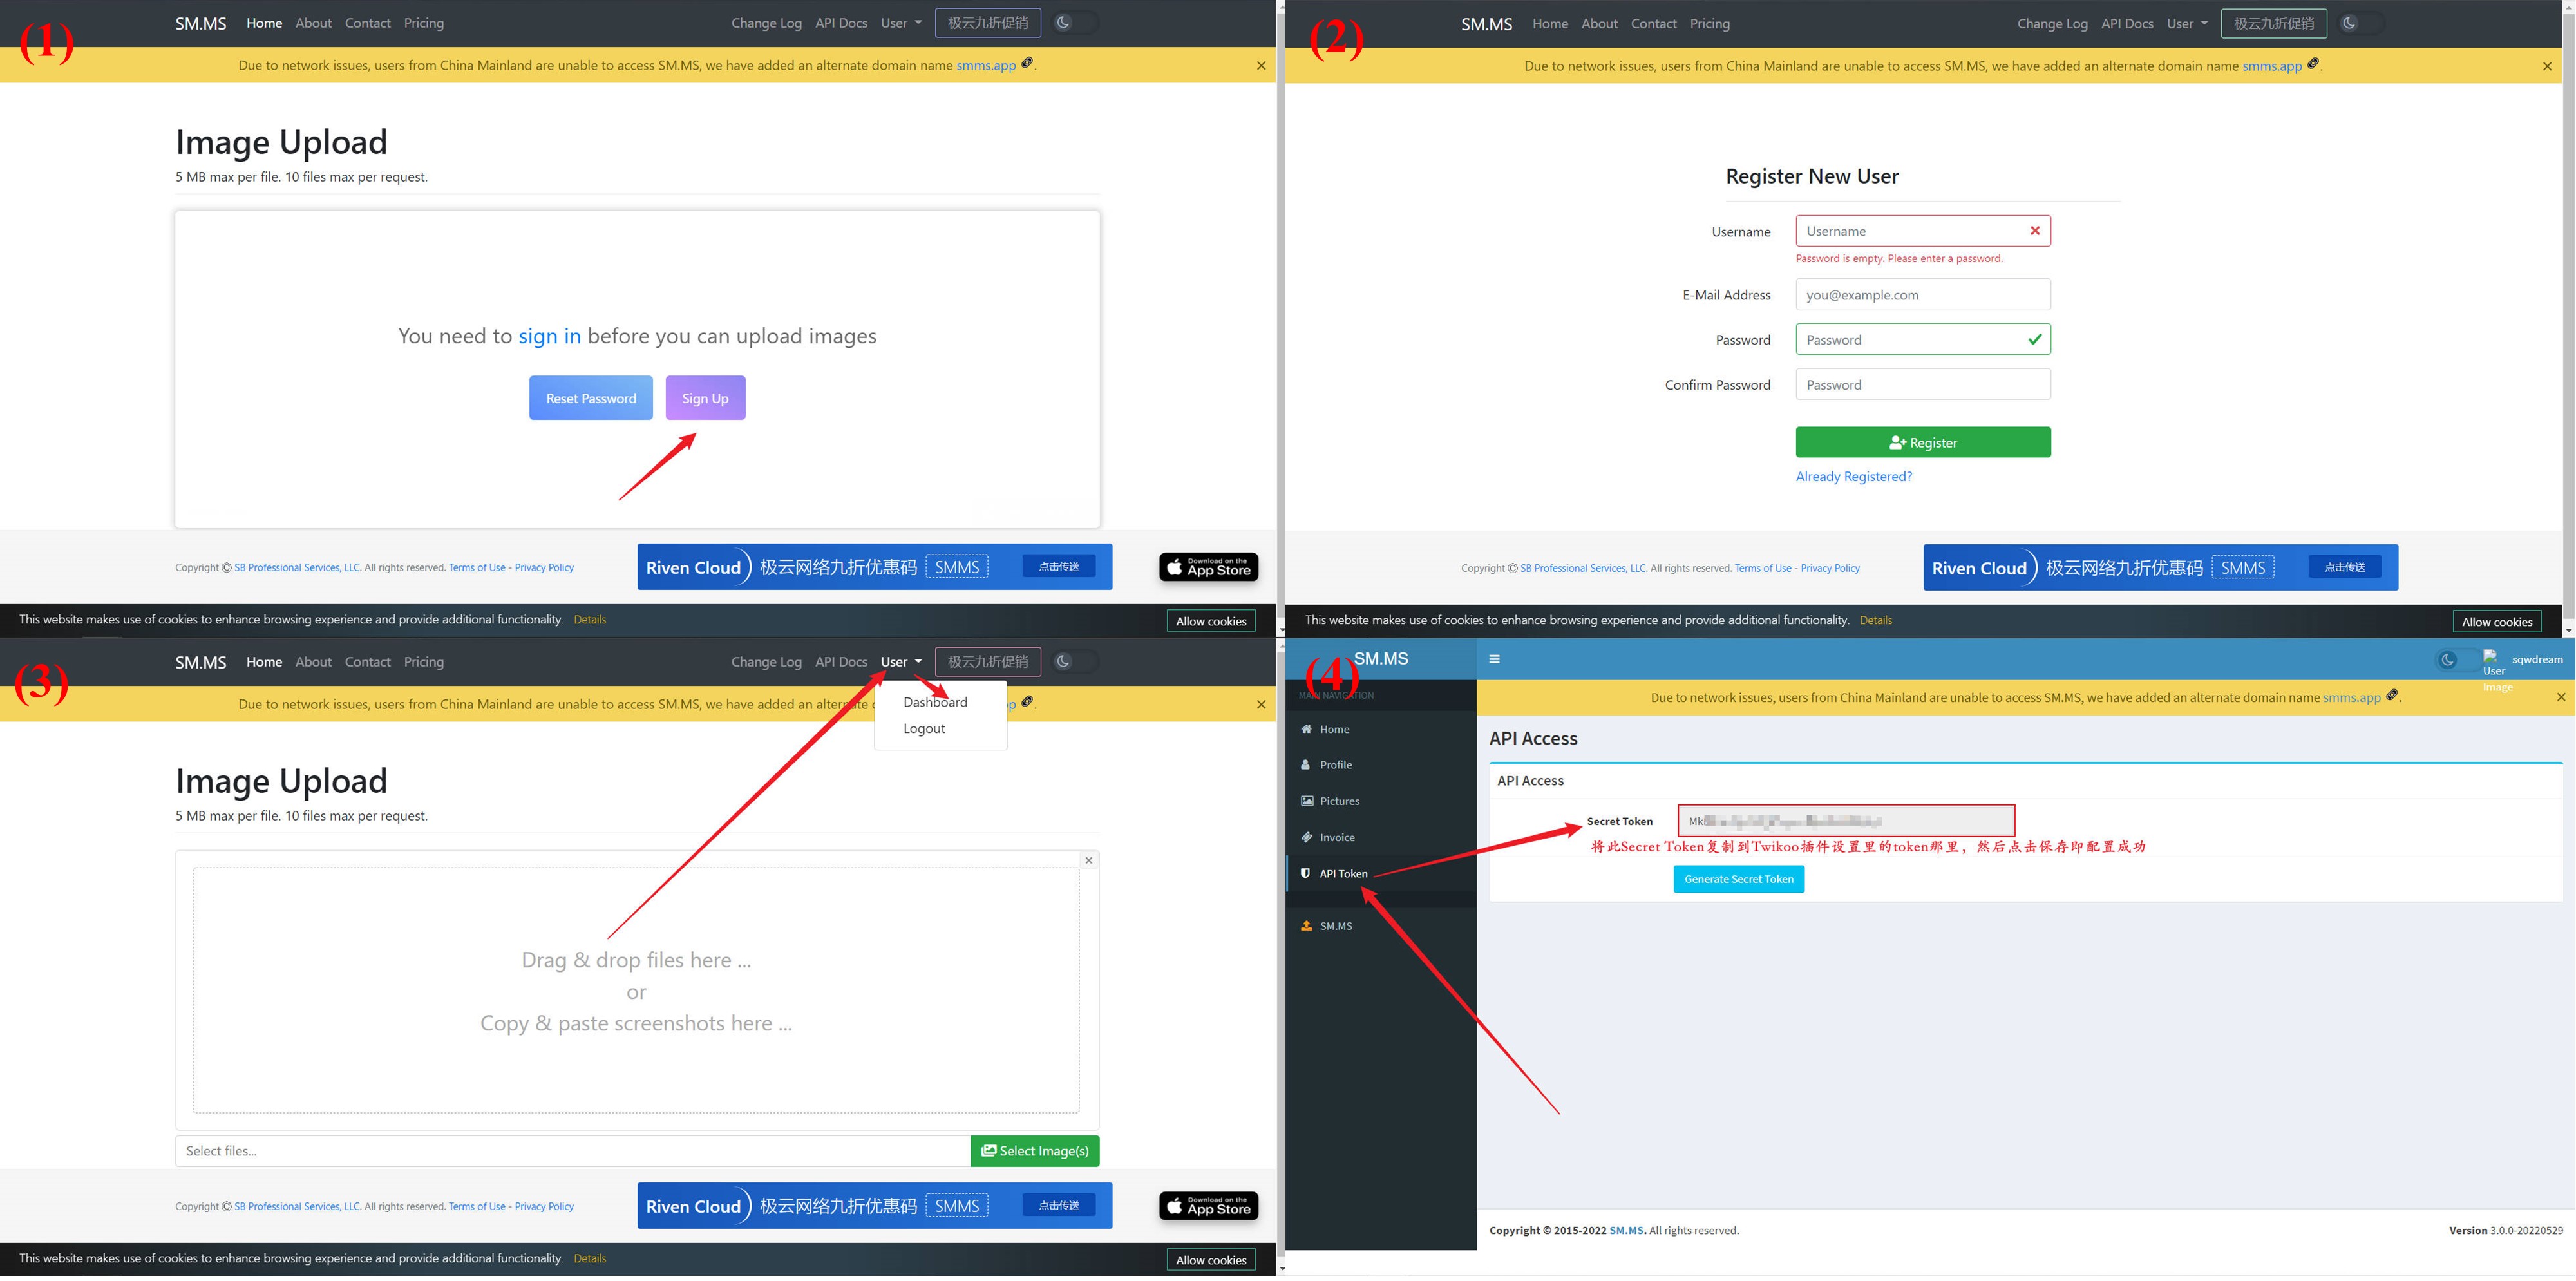 (1)
SM.MS Home About Contact Pricing Change Log API Docs User 极云九折促销
Due to network issues, users from China Mainland are unable to access SM.MS, we have added an alternate domain name smms.app .
Image Upload
5 MB max per file. 10 files max per request.
You need to sign in before you can upload images
Reset Password Sign Up
Copyright © SB Professional Services, LLC. All rights reserved. Terms of Use - Privacy Policy
Riven Cloud 极云网络九折优惠码 SMMS 点击传送
Download on the
App Store
This website makes use of cookies to enhance browsing experience and provide additional functionality. Details Allow cookies
(2)
SM.MS Home About Contact Pricing Change Log API Docs User 极云九折促销
Due to network issues, users from China Mainland are unable to access SM.MS, we have added an alternate domain name smms.app .
Register New User
Username Username
Password is empty. Please enter a password.
E-Mail Address you@example.com
Password Password
Confirm Password Password
Register
Already Registered?
Copyright © SB Professional Services, LLC. All rights reserved. Terms of Use - Privacy Policy
Riven Cloud 极云网络九折优惠码 SMMS 点击传送
This website makes use of cookies to enhance browsing experience and provide additional functionality. Details Allow cookies
(3)
SM.MS Home About Contact Pricing Change Log API Docs User 极云九折促销
Due to network issues, users from China Mainland are unable to access SM.MS, we have added an alternate
Dashboard
Logout
Image Upload
5 MB max per file. 10 files max per request.
Drag & drop files here ...
or
Copy & paste screenshots here ...
Select files... Select Image(s)
Copyright © SB Professional Services, LLC. All rights reserved. Terms of Use - Privacy Policy
Riven Cloud 极云网络九折优惠码 SMMS 点击传送
Download on the
App Store
This website makes use of cookies to enhance browsing experience and provide additional functionality. Details Allow cookies
(4)
SM.MS User Image sqwdream
MAIN NAVIGATION
Due to network issues, users from China Mainland are unable to access SM.MS, we have added an alternate domain name smms.app .
Home
Profile
Pictures
Invoice
API Token
SM.MS
API Access
API Access
Secret Token
将此Secret Token复制到Twikoo插件设置里的token那里，然后点击保存即配置成功
Generate Secret Token
Copyright © 2015-2022 SM.MS. All rights reserved. Version 3.0.0-20220529